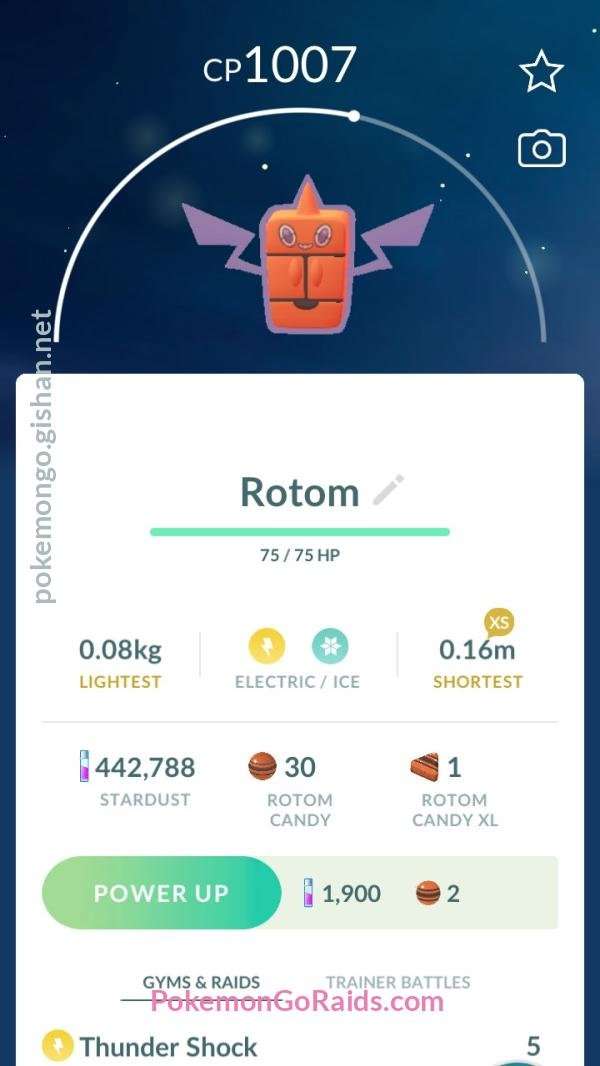 CP1007
pokemongo.gishan.net
Rotom
75 / 75 HP
XS
0.08kg
0.16m
LIGHTEST
ELECTRIC / ICE
SHORTEST
442,788
30
1
STARDUST
ROTOM
CANDY
ROTOM
CANDY XL
POWER UP
1,900
2
GYMS & RAIDS
TRAINER BATTLES
PokemonGoRaids.com
Thunder Shock
5